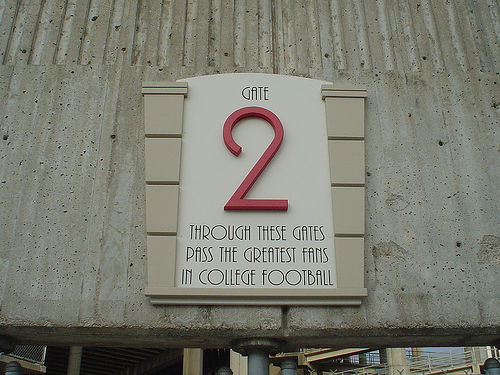 GATE
2
THROUGH THESE GATES
PASS THE GREATEST FANS
IN COLLEGE FOOTBALL